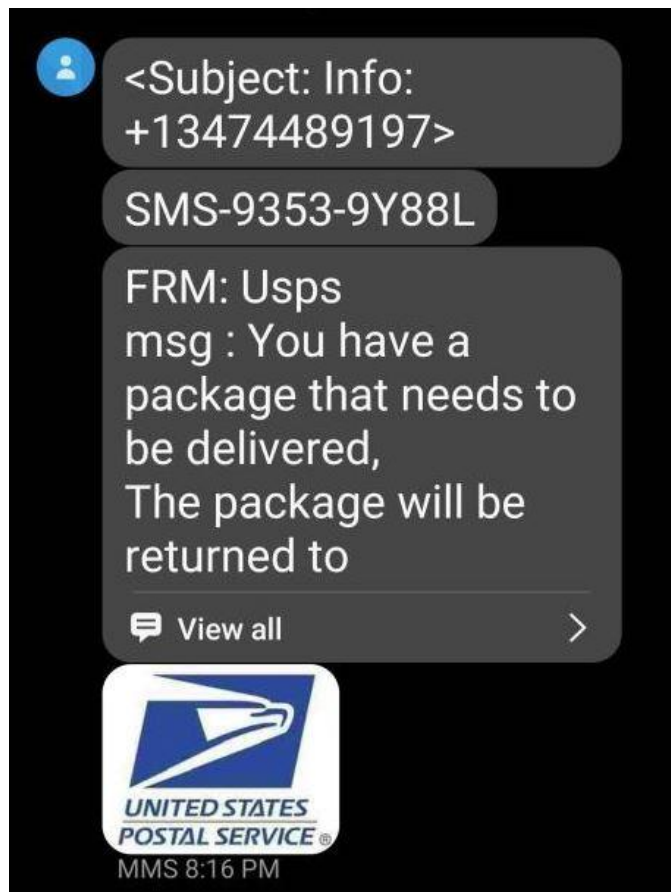 <Subject: Info:
+13474489197>
SMS-9353-9Y88L
FRM: Usps
msg : You have a
package that needs to
be delivered,
The package will be
returned to
View all
UNITED STATES
POSTAL SERVICE ®
MMS 8:16 PM